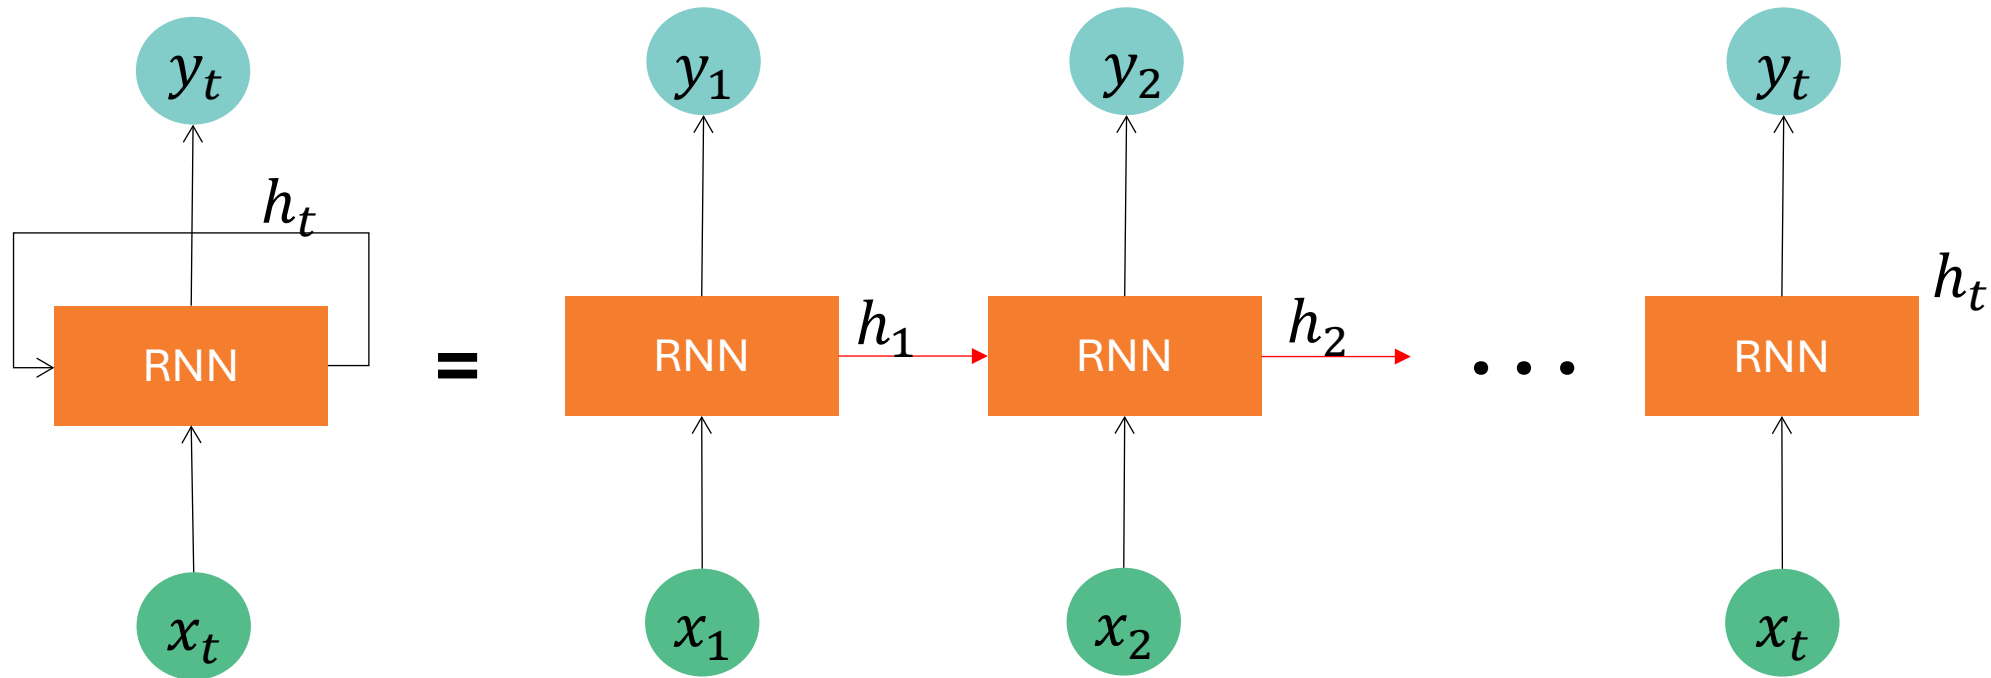 y_t y_1 y_2 y_t
h_t
h_t
RNN = RNN h_1 RNN h_2 ... RNN
x_t x_1 x_2 x_t